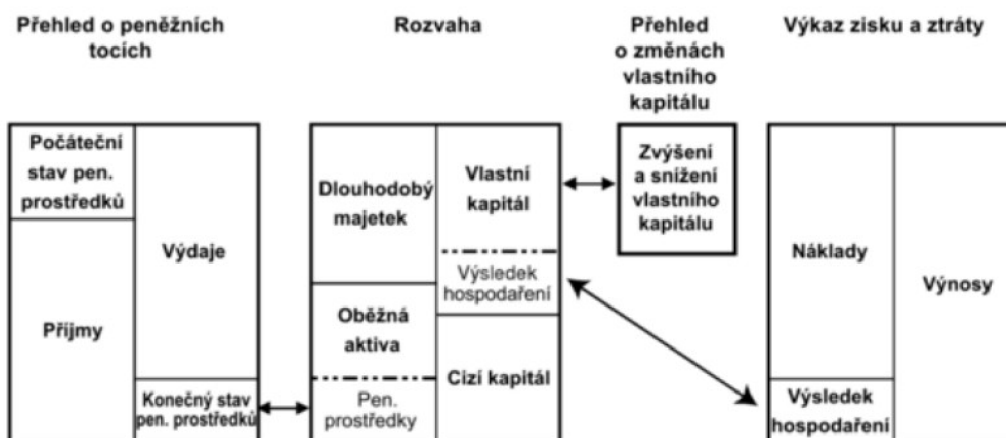 Přehled o peněžních
tocích
Rozvaha
Přehled
o změnách
vlastního
kapitálu
Výkaz zisku a ztráty
Počáteční
stav pen.
prostředků
Příjmy
Výdaje
Konečný stav
pen. prostředků
Dlouhodobý
majetek
Oběžná
aktiva
Pen.
prostředky
Vlastní
kapitál
Výsledek
hospodaření
Cizí kapitál
Zvýšení
a snížení
vlastního
kapitálu
Náklady
Výsledek
hospodaření
Výnosy